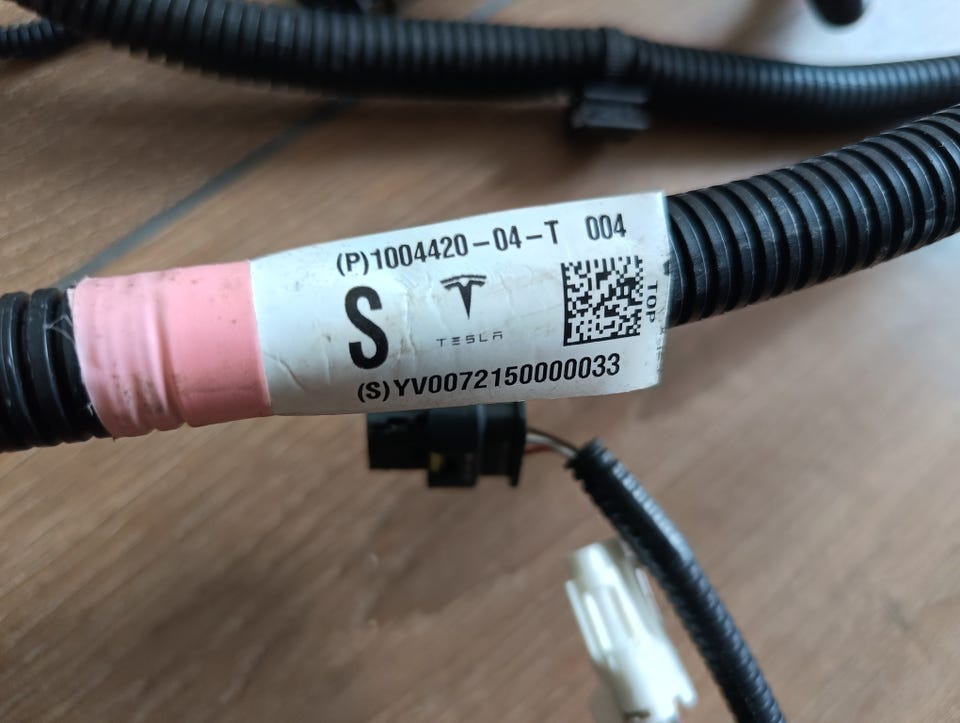 (P)1004420-04-T 004
S
TESLA
TOP
(S)YV0072150000033